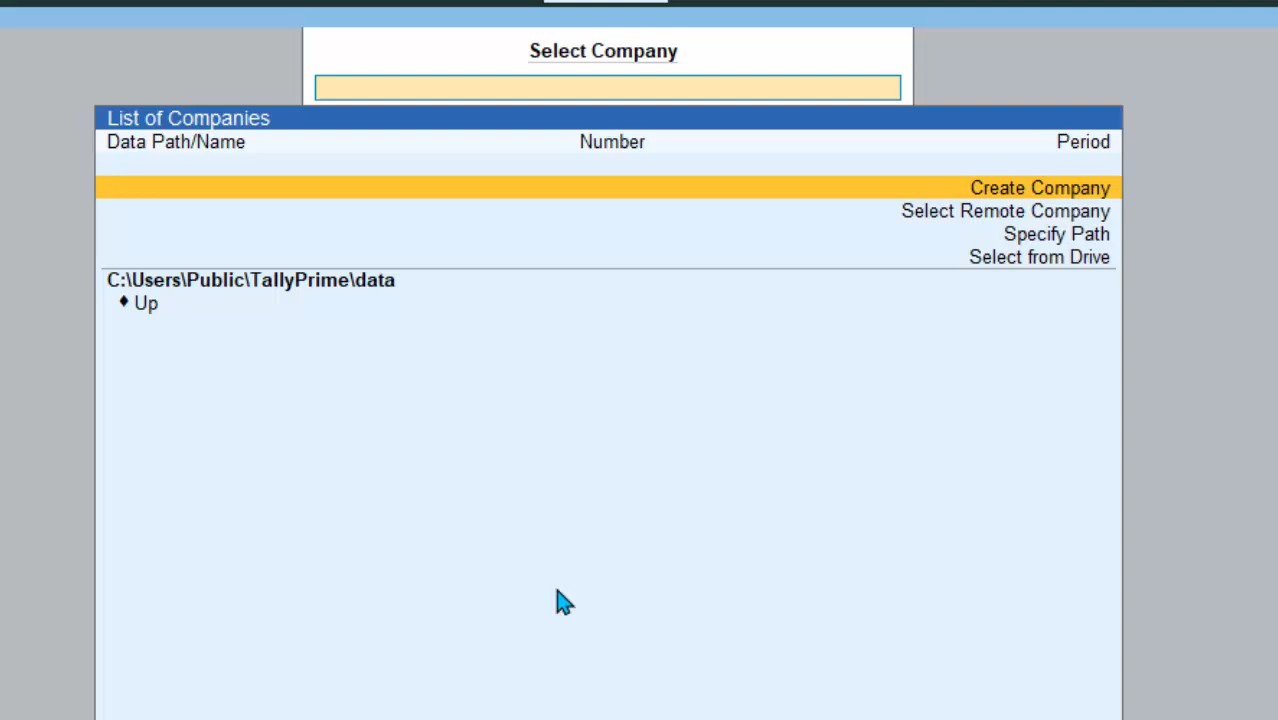 Select Company
List of Companies
Data Path/Name Number Period
Create Company
Select Remote Company
Specify Path
Select from Drive
C:\Users\Public\TallyPrime\data
♦ Up